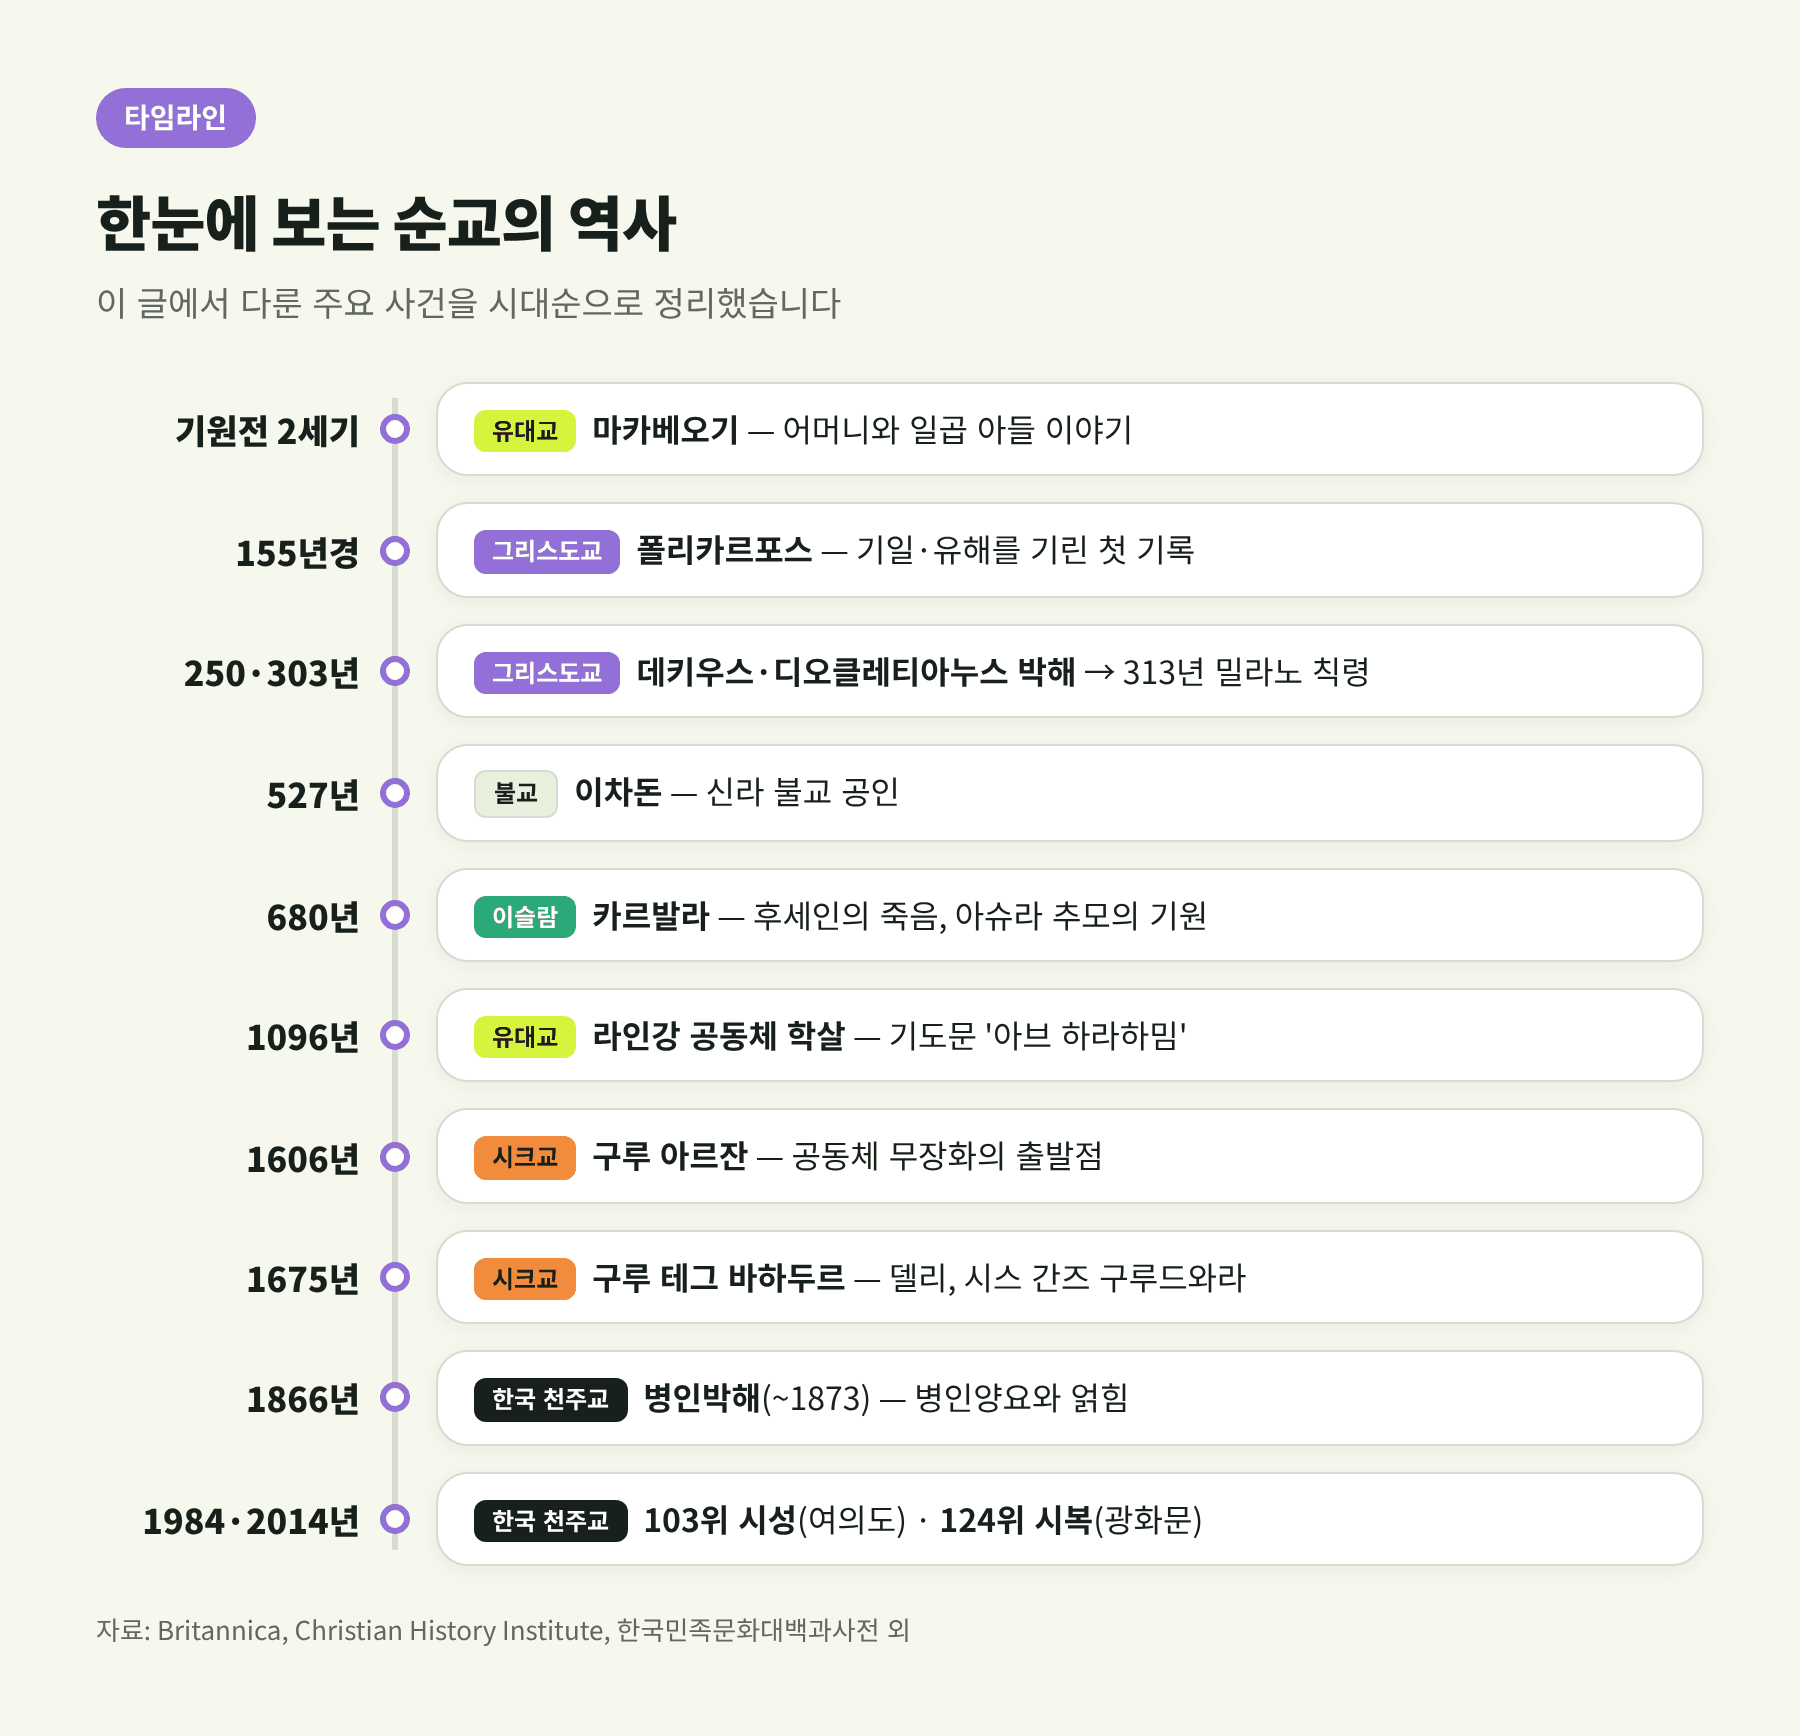 타임라인
한눈에 보는 순교의 역사
이 글에서 다룬 주요 사건을 시대순으로 정리했습니다
기원전 2세기 유대교 마카베오기 — 어머니와 일곱 아들 이야기
155년경 그리스도교 폴리카르포스 — 기일·유해를 기린 첫 기록
250·303년 그리스도교 데키우스·디오클레티아누스 박해 → 313년 밀라노 칙령
527년 불교 이차돈 — 신라 불교 공인
680년 이슬람 카르발라 — 후세인의 죽음, 아슈라 추모의 기원
1096년 유대교 라인강 공동체 학살 — 기도문 '아브 하라하밈'
1606년 시크교 구루 아르잔 — 공동체 무장화의 출발점
1675년 시크교 구루 테그 바하두르 — 델리, 시스 간즈 구루드와라
1866년 한국 천주교 병인박해(~1873) — 병인양요와 얽힘
1984·2014년 한국 천주교 103위 시성(여의도) · 124위 시복(광화문)
자료: Britannica, Christian History Institute, 한국민족문화대백과사전 외